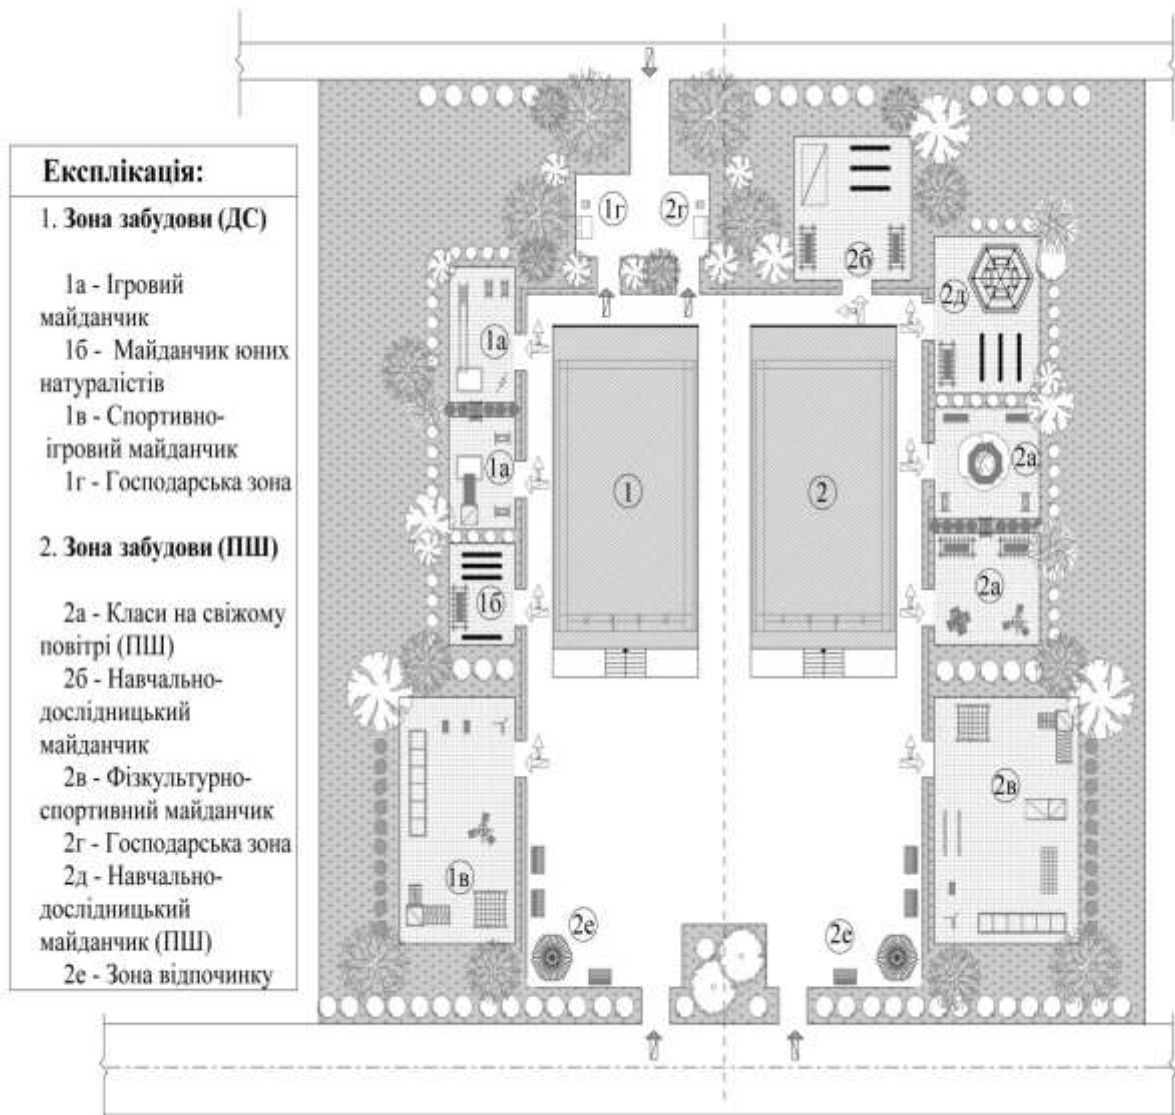 Експлікація:
1. Зона забудови (ДС)
1а - Ігровий
майданчик
1б - Майданчик юних
натуралістів
1в - Спортивно-
ігровий майданчик
1г - Господарська зона
2. Зона забудови (ПШ)
2а - Класи на свіжому
повітрі (ПШ)
2б - Навчально-
дослідницький
майданчик
2в - Фізкультурно-
спортивний майданчик
2г - Господарська зона
2д - Навчально-
дослідницький
майданчик (ПШ)
2е - Зона відпочинку
1г
2г
2б
2д
1а
1а
2а
1
2
1б
2а
2в
1в
2е
2е